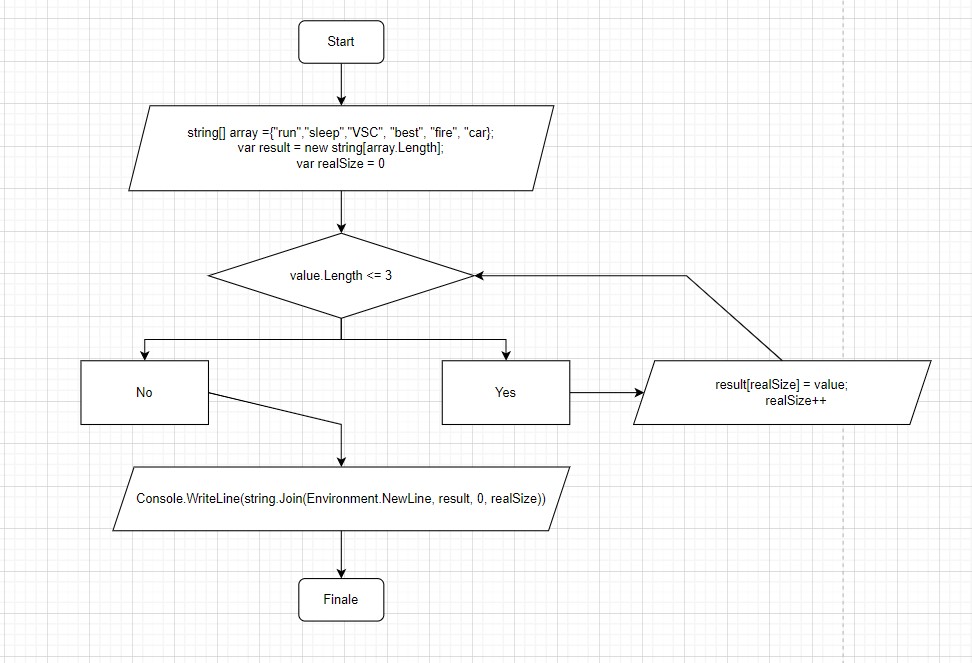 Start
string[] array ={"run","sleep","VSC", "best", "fire", "car};
var result = new string[array.Length];
var realSize = 0
value.Length <= 3
No
Yes
result[realSize] = value;
realSize++
Console.WriteLine(string.Join(Environment.NewLine, result, 0, realSize))
Finale